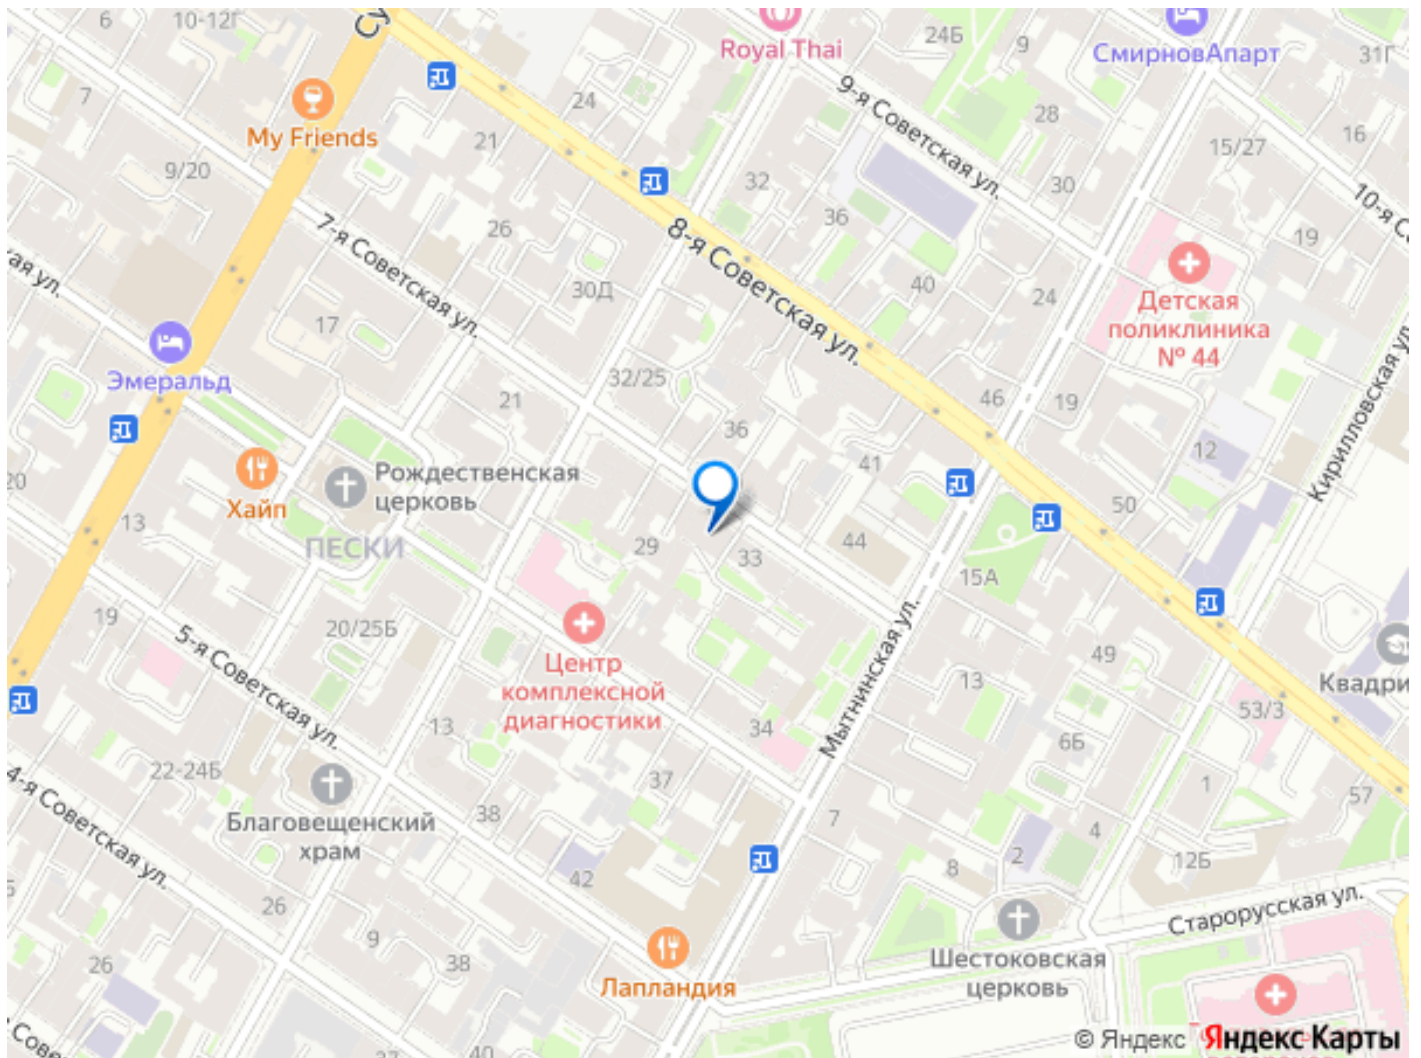 6
10-12Г
Royal Thai
24Б
9
СмирновАпарт
31Г
7
My Friends
24
9-я Советская ул.
28
16
21
15/27
9/20
32
30
10-я С
36
26
7-я Советская ул.
8-я Советская ул.
19
ая ул.
30Д
40
24
Детская
поликлиника
№ 44
17
Эмеральд
32/25
21
46
19
Кирилловская ул.
36
41
12
20
Хайп
Рождественская
церковь
13
ПЕСКИ
50
29
33
44
15А
19
20/25Б
5-я Советская ул.
Центр
комплексной
диагностики
49
Мытнинская ул.
13
Квадри
53/3
34
13
6Б
22-24Б
37
1
57
4-я Советская ул.
Благовещенский
храм
38
7
4
2
12Б
8
42
26
Старорусская ул.
9
38
26
Лапландия
Шестоковская
церковь
40
© Яндекс Яндекс Карты